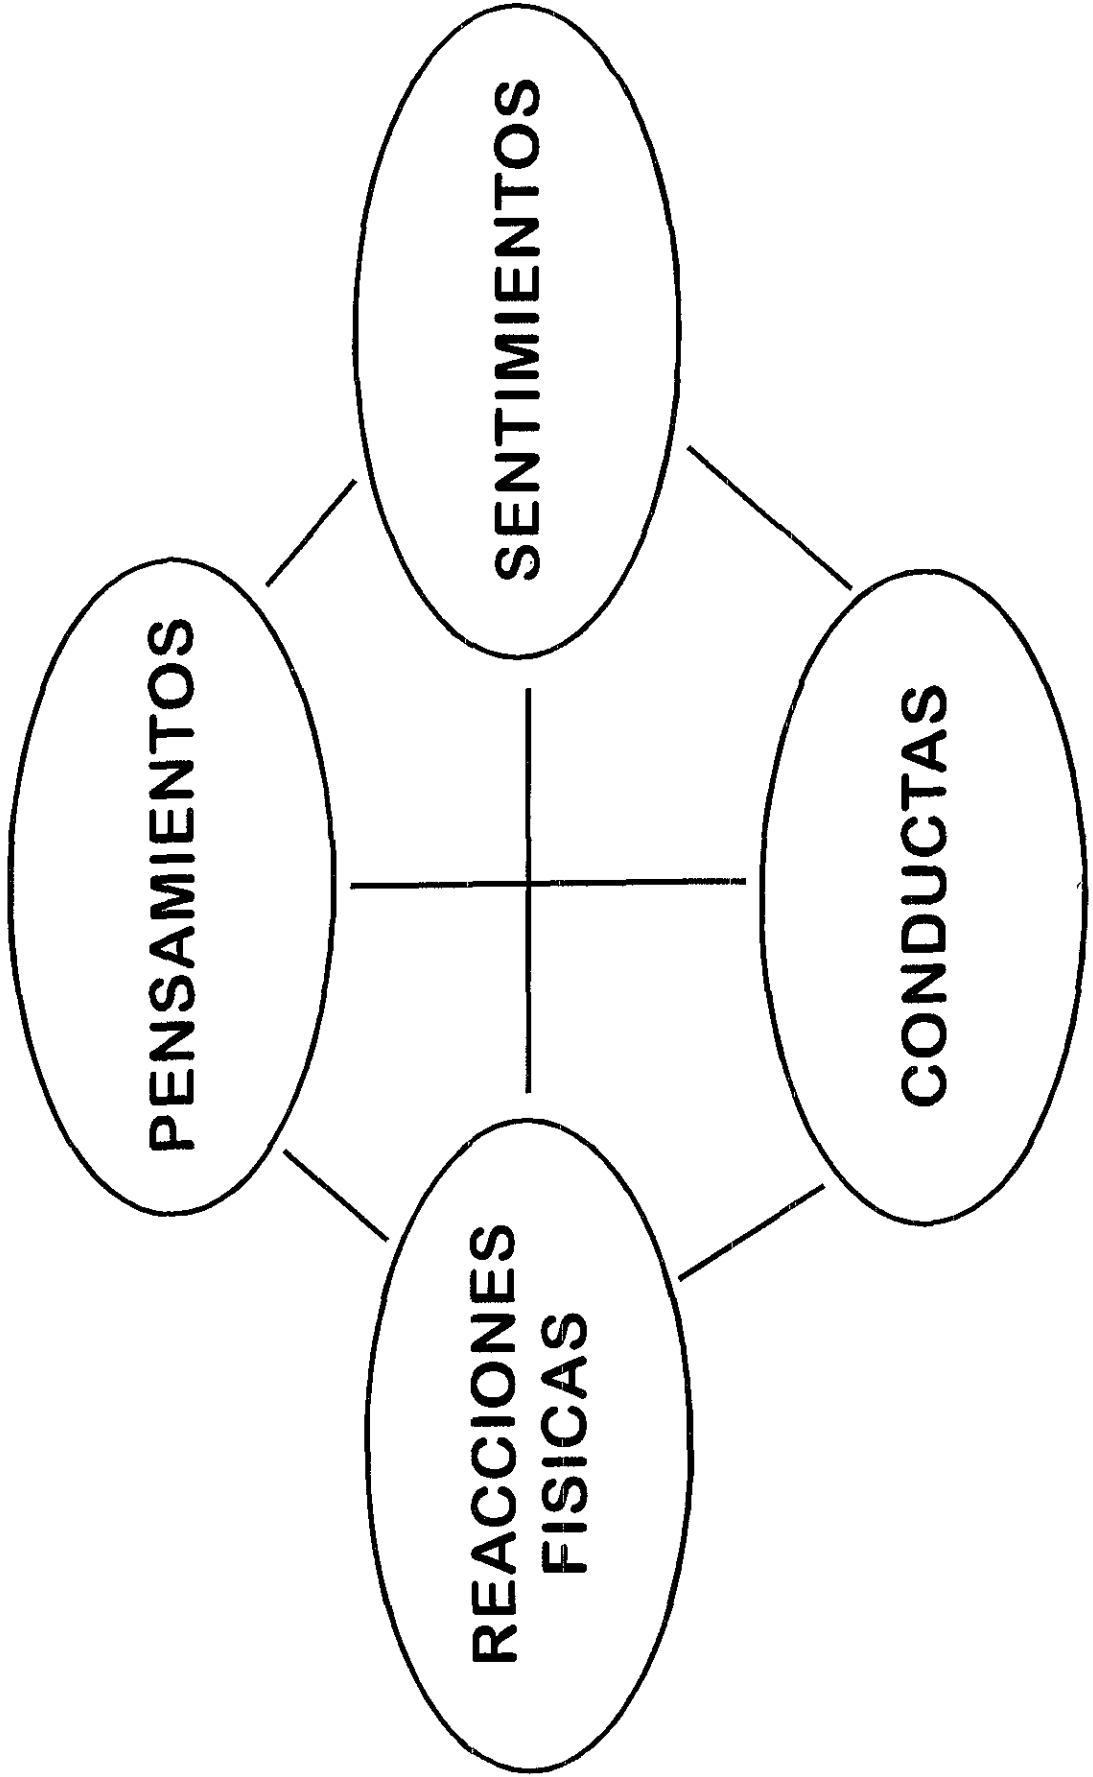 PENSAMIENTOS
REACCIONES
FISICAS
SENTIMIENTOS
CONDUCTAS